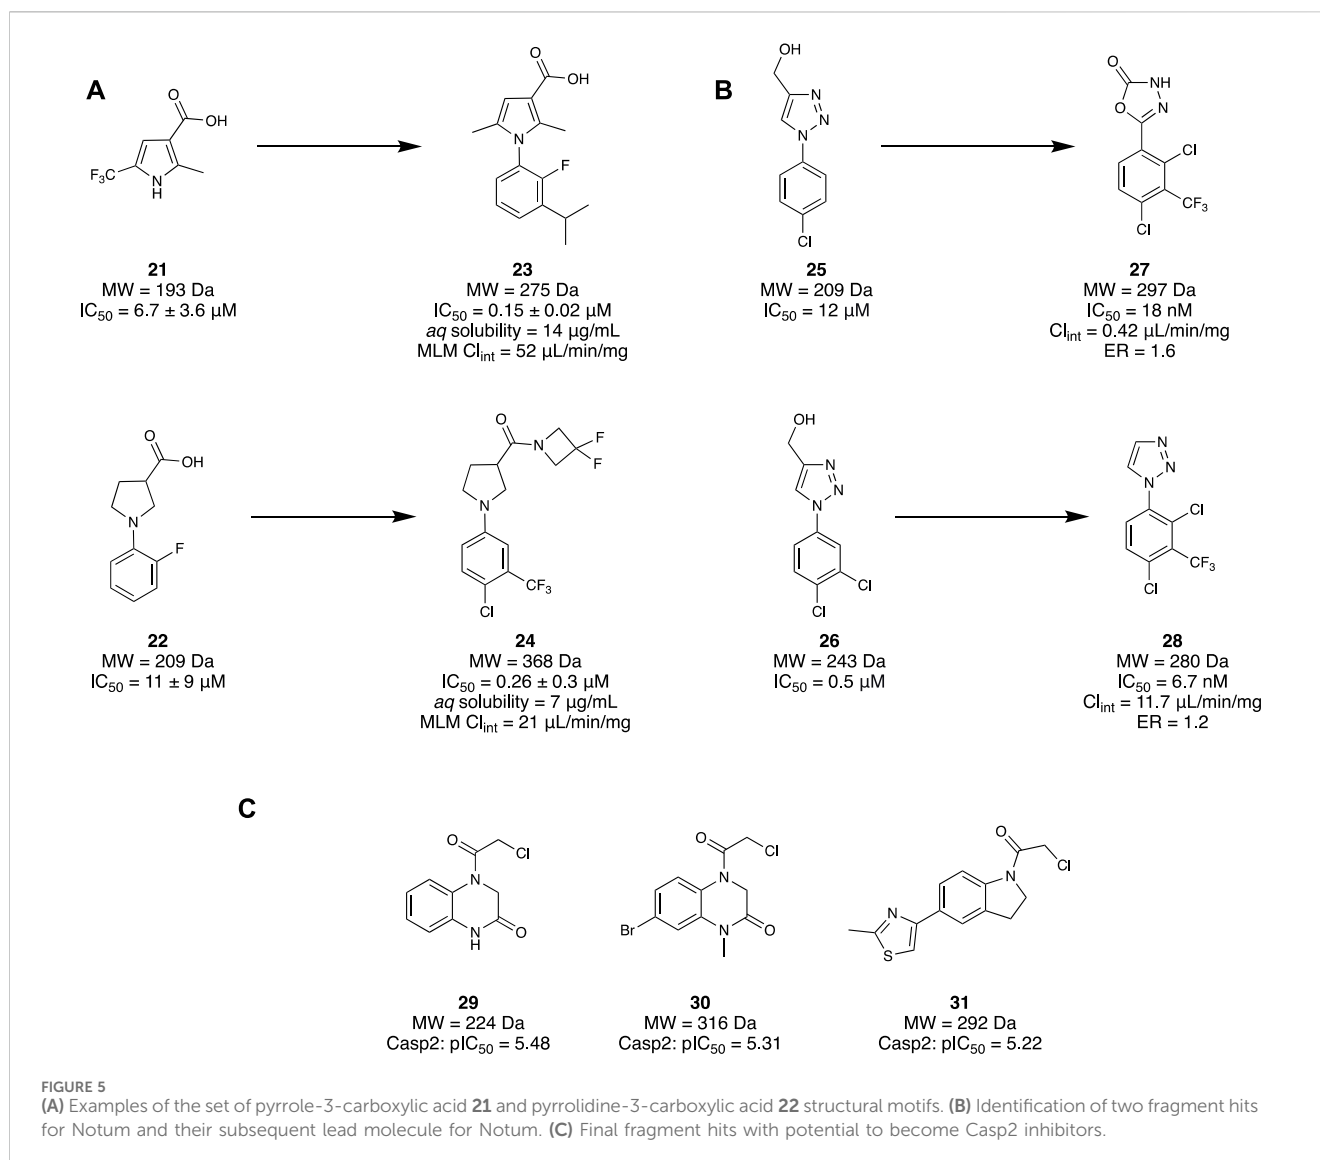 A
O
OH
F3C
N
H
21
MW = 193 Da
IC50 = 6.7 ± 3.6 µM
O
OH
N
F
23
MW = 275 Da
IC50 = 0.15 ± 0.02 µM
aq solubility = 14 µg/mL
MLM Clint = 52 µL/min/mg
O
OH
N
F
22
MW = 209 Da
IC50 = 11 ± 9 µM
O
N
F
F
N
CF3
Cl
24
MW = 368 Da
IC50 = 0.26 ± 0.3 µM
aq solubility = 7 µg/mL
MLM Clint = 21 µL/min/mg
B
OH
N
N
N
Cl
25
MW = 209 Da
IC50 = 12 µM
O
NH
O
N
Cl
CF3
Cl
27
MW = 297 Da
IC50 = 18 nM
Clint = 0.42 µL/min/mg
ER = 1.6
OH
N
N
N
Cl
Cl
26
MW = 243 Da
IC50 = 0.5 µM
N
N
N
Cl
CF3
Cl
28
MW = 280 Da
IC50 = 6.7 nM
Clint = 11.7 µL/min/mg
ER = 1.2
C
O
Cl
N
N
H
O
29
MW = 224 Da
Casp2: pIC50 = 5.48
O
Cl
N
Br
N
O
30
MW = 316 Da
Casp2: pIC50 = 5.31
O
Cl
N
N
S
31
MW = 292 Da
Casp2: pIC50 = 5.22
FIGURE 5
(A) Examples of the set of pyrrole-3-carboxylic acid 21 and pyrrolidine-3-carboxylic acid 22 structural motifs. (B) Identification of two fragment hits
for Notum and their subsequent lead molecule for Notum. (C) Final fragment hits with potential to become Casp2 inhibitors.